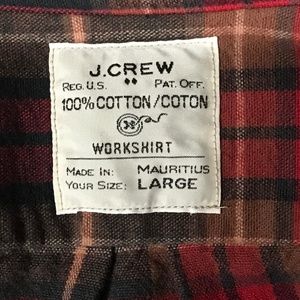 J.CREW
REG. U.S. PAT. OFF.
100% COTTON/COTON
WORKSHIRT
MADE IN: MAURITIUS
YOUR SIZE: LARGE